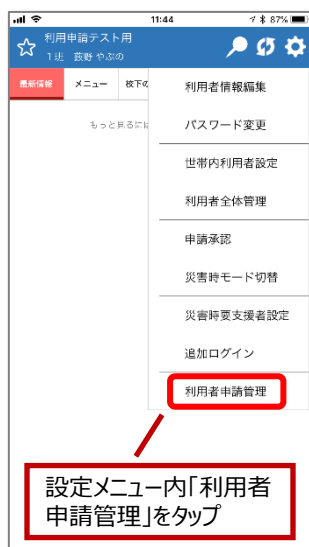 11:44
87%
利用申請テスト用
1班 薮野 やぶの
最新情報 メニュー 校下の
もっと見るには
利用者情報編集
パスワード変更
世帯内利用者設定
利用者全体管理
申請承認
災害時モード切替
災害時要支援者設定
追加ログイン
利用者申請管理
設定メニュー内「利用者
申請管理」をタップ